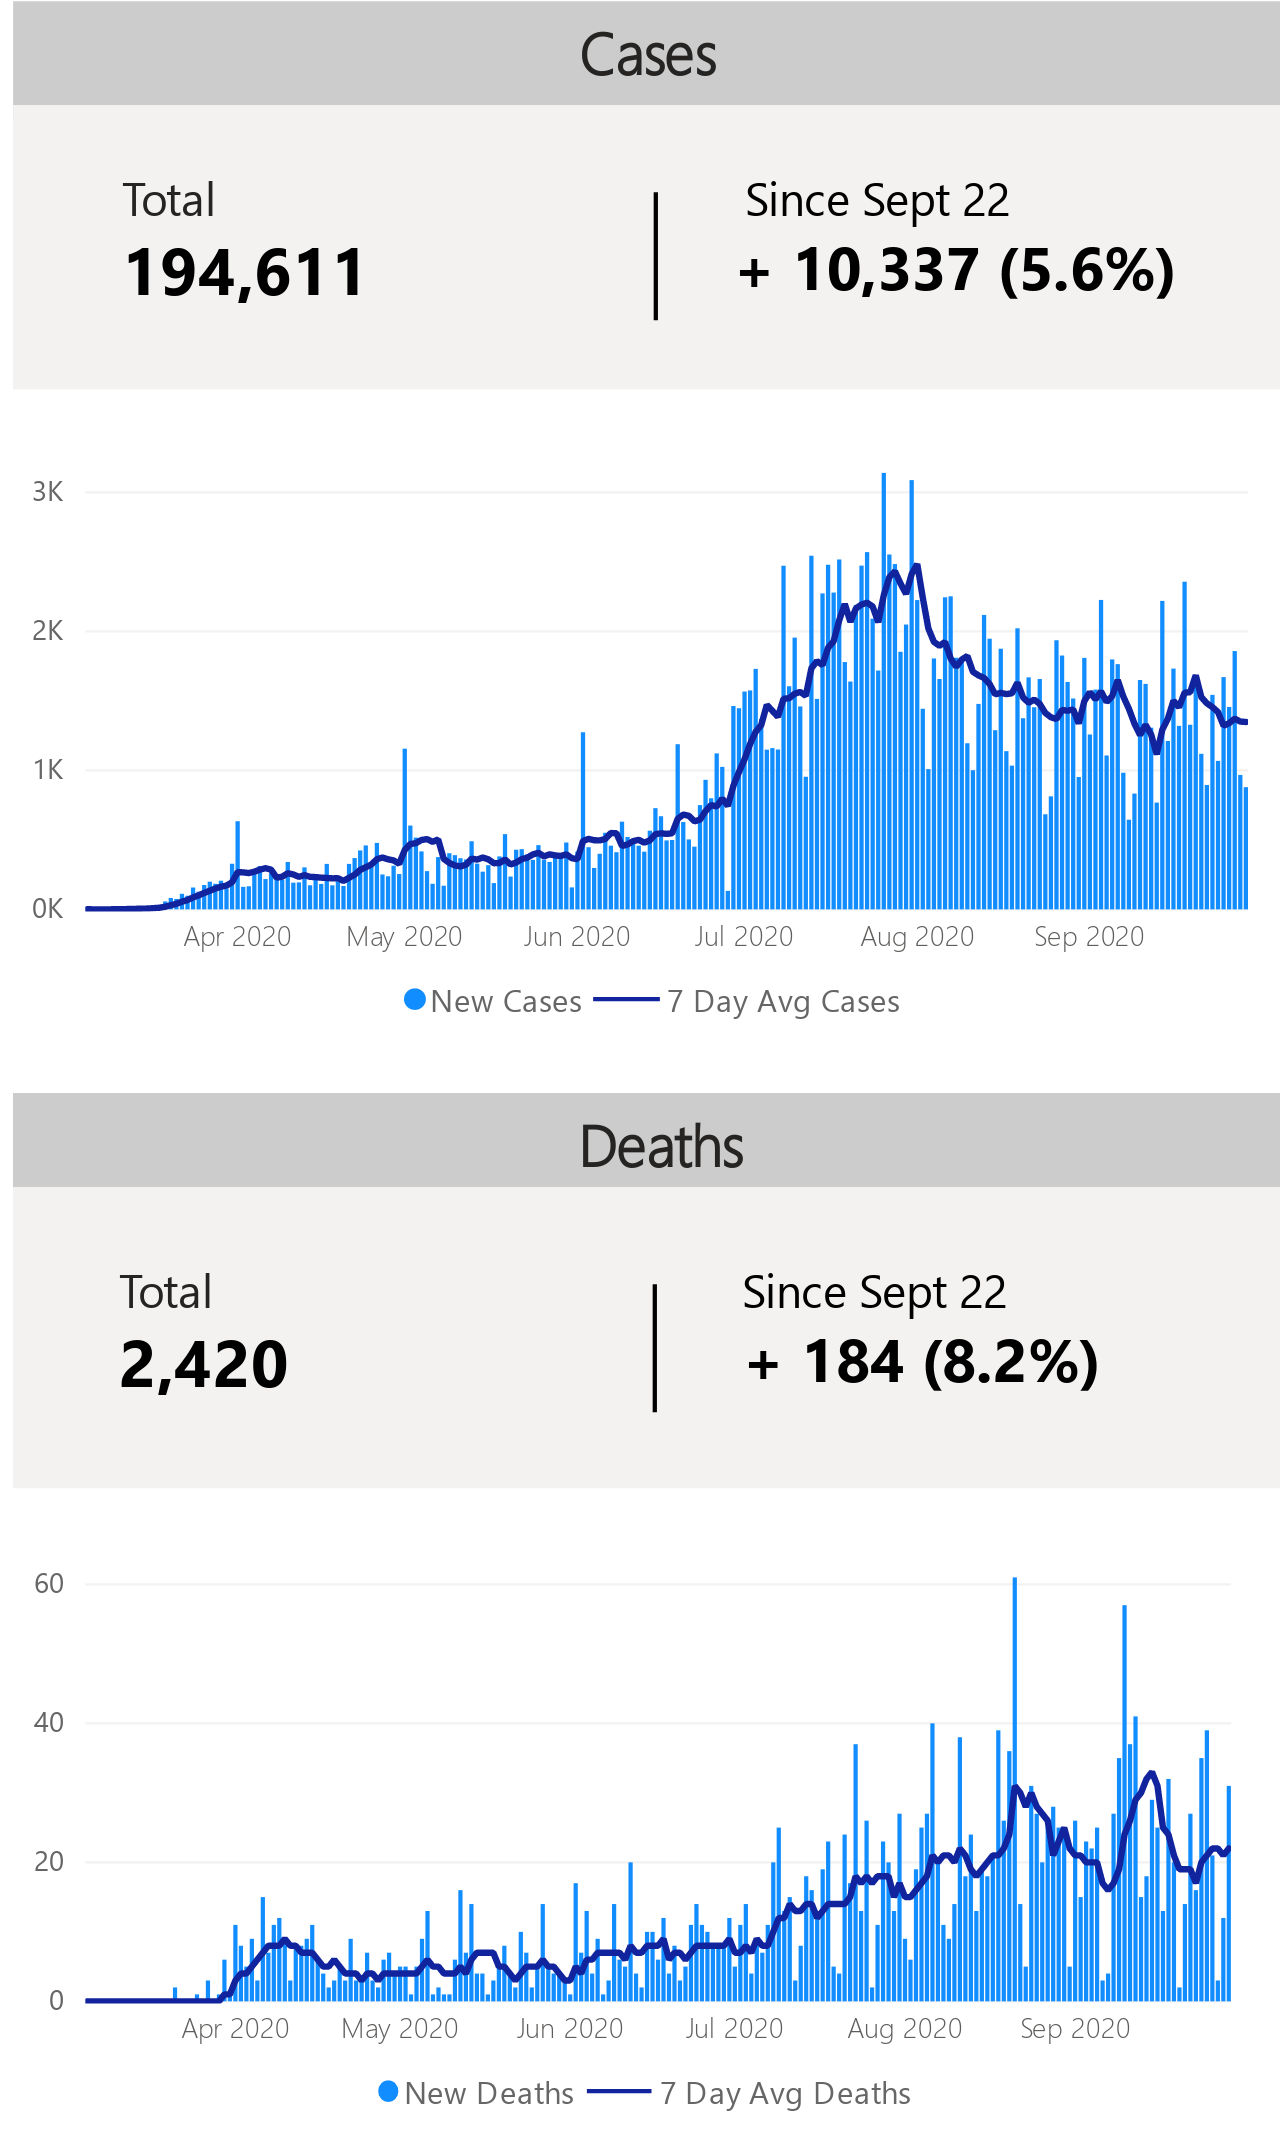 Cases
Total
Since Sept 22
194,611
+ 10,337 (5.6%)
3K
2K
1K
0K
Apr 2020 May 2020 Jun 2020 Jul 2020 Aug 2020 Sep 2020
New Cases 7 Day Avg Cases
Deaths
Total
Since Sept 22
2,420
+ 184 (8.2%)
60
40
20
0
Apr 2020 May 2020 Jun 2020 Jul 2020 Aug 2020 Sep 2020
New Deaths 7 Day Avg Deaths